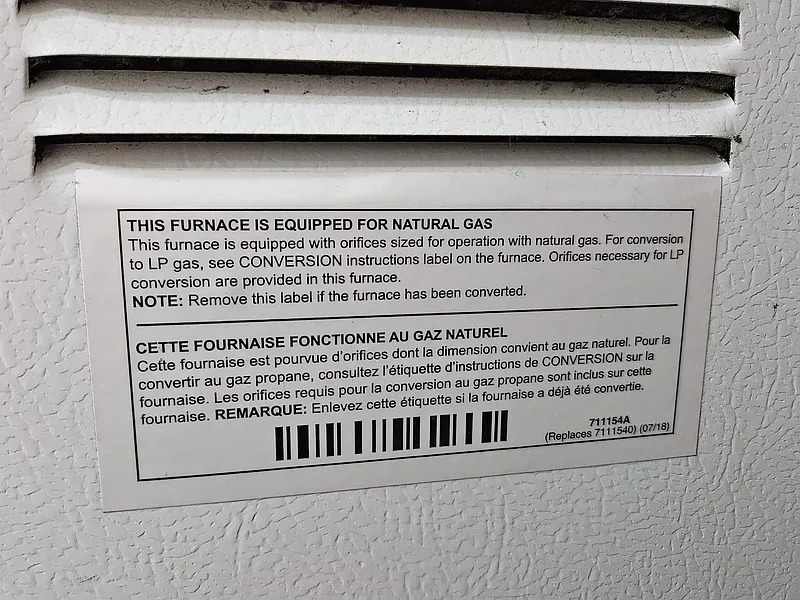 THIS FURNACE IS EQUIPPED FOR NATURAL GAS
This furnace is equipped with orifices sized for operation with natural gas. For conversion
to LP gas, see CONVERSION instructions label on the furnace. Orifices necessary for LP
conversion are provided in this furnace.
NOTE: Remove this label if the furnace has been converted.
CETTE FOURNAISE FONCTIONNE AU GAZ NATUREL
Cette fournaise est pourvue d'orifices dont la dimension convient au gaz naturel. Pour la
convertir au gaz propane, consultez l'étiquette d'instructions de CONVERSION sur la
fournaise. Les orifices requis pour la conversion au gaz propane sont inclus sur cette
fournaise. REMARQUE: Enlevez cette étiquette si la fournaise a déjà été convertie.
711154A
(Replaces 7111540) (07/18)